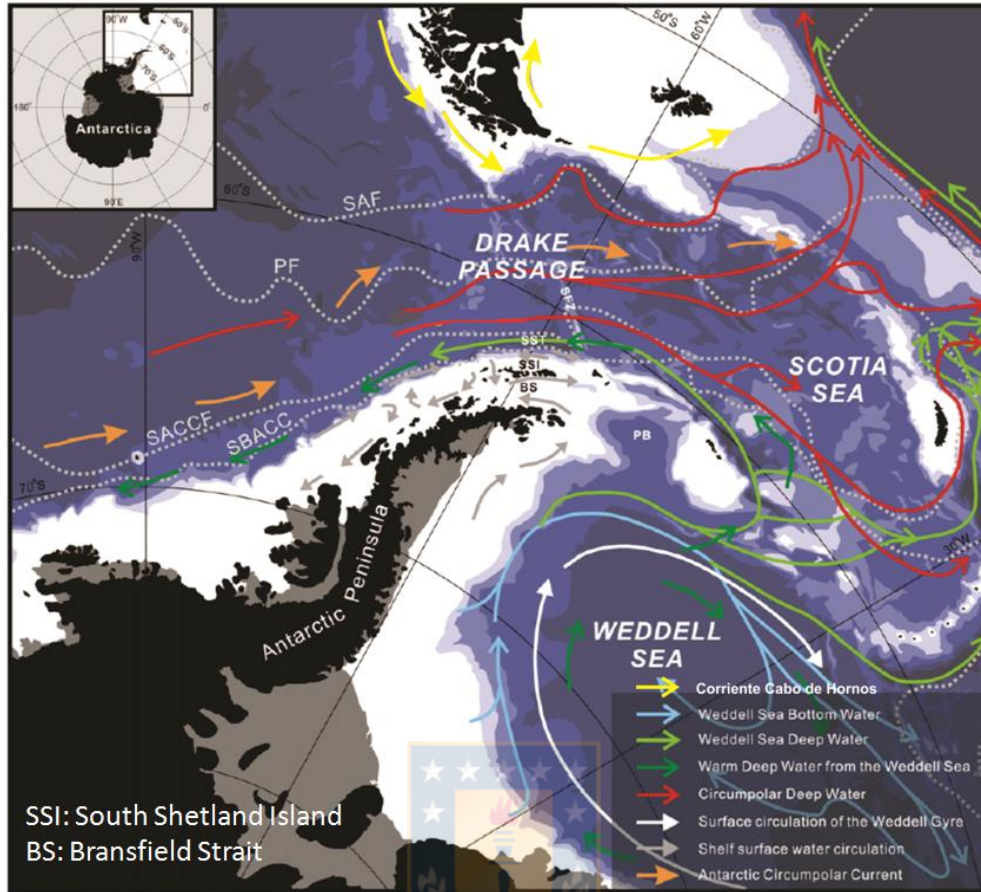 90°W
60°S
60°S
70°S
180°
0°
Antarctica
90°E
50°S
60°W
60°S
SAF
90°W
PF
DRAKE
PASSAGE
SFZ
SST
SSI
BS
SCOTIA
SEA
SACCF
SBACC
PB
70°S
30°W
Antarctic Peninsula
WEDDELL
SEA
Corriente Cabo de Hornos
Weddell Sea Bottom Water
Weddell Sea Deep Water
Warm Deep Water from the Weddell Sea
Circumpolar Deep Water
Surface circulation of the Weddell Gyre
Shelf surface water circulation
Antarctic Circumpolar Current
SSI: South Shetland Island
BS: Bransfield Strait